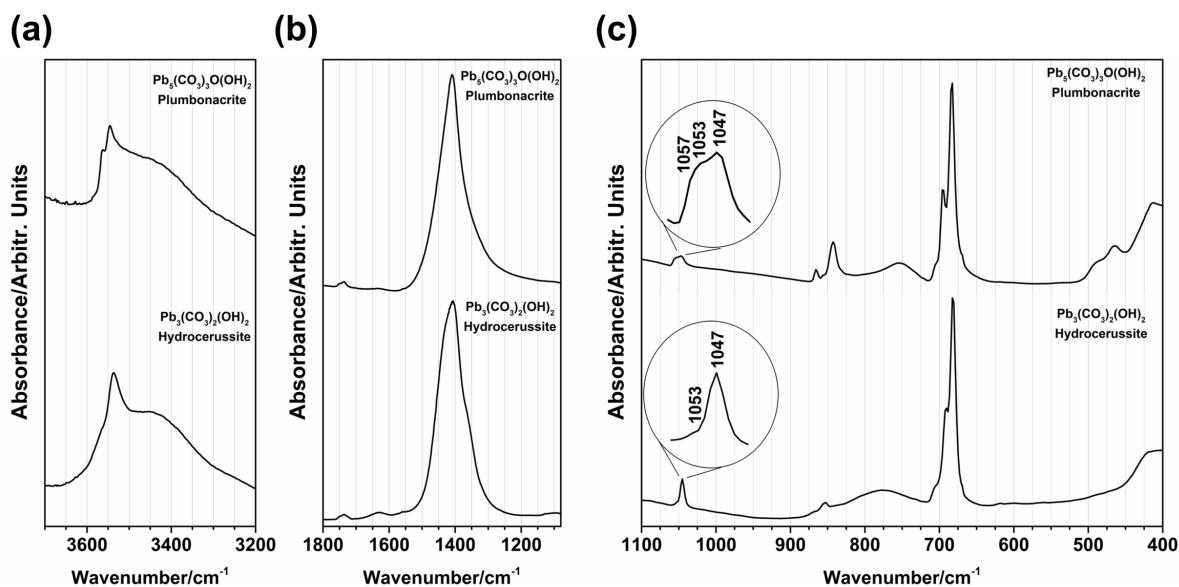 (a)
Absorbance/Arbitr. Units
Pb₅(CO₃)₃O(OH)₂
Plumbonacrite
Pb₃(CO₃)₂(OH)₂
Hydrocerussite
3600 3400 3200
Wavenumber/cm⁻¹
(b)
Absorbance/Arbitr. Units
Pb₅(CO₃)₃O(OH)₂
Plumbonacrite
Pb₃(CO₃)₂(OH)₂
Hydrocerussite
1800 1600 1400 1200
Wavenumber/cm⁻¹
(c)
Absorbance/Arbitr. Units
Pb₅(CO₃)₃O(OH)₂
Plumbonacrite
1057
1053
1047
Pb₃(CO₃)₂(OH)₂
Hydrocerussite
1053
1047
1100 1000 900 800 700 600 500 400
Wavenumber/cm⁻¹